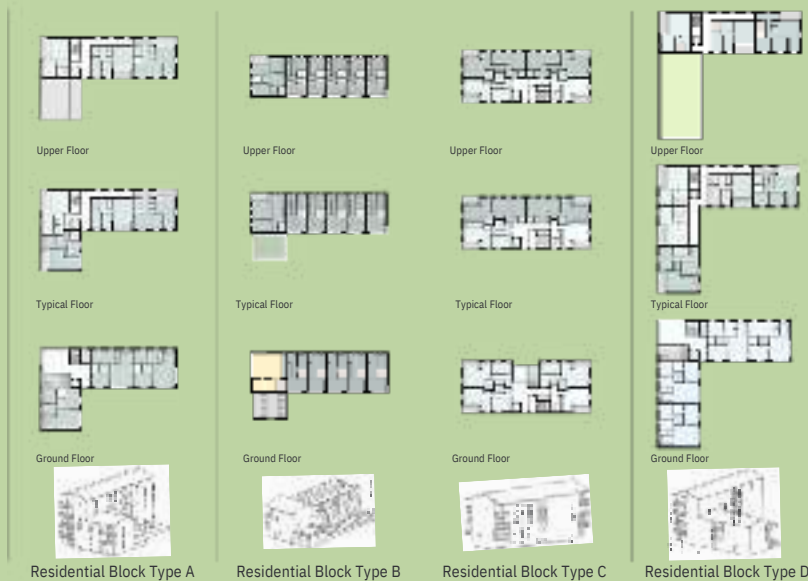 Upper Floor
Upper Floor
Upper Floor
Upper Floor
Typical Floor
Typical Floor
Typical Floor
Typical Floor
Ground Floor
Ground Floor
Ground Floor
Ground Floor
Residential Block Type A
Residential Block Type B
Residential Block Type C
Residential Block Type D